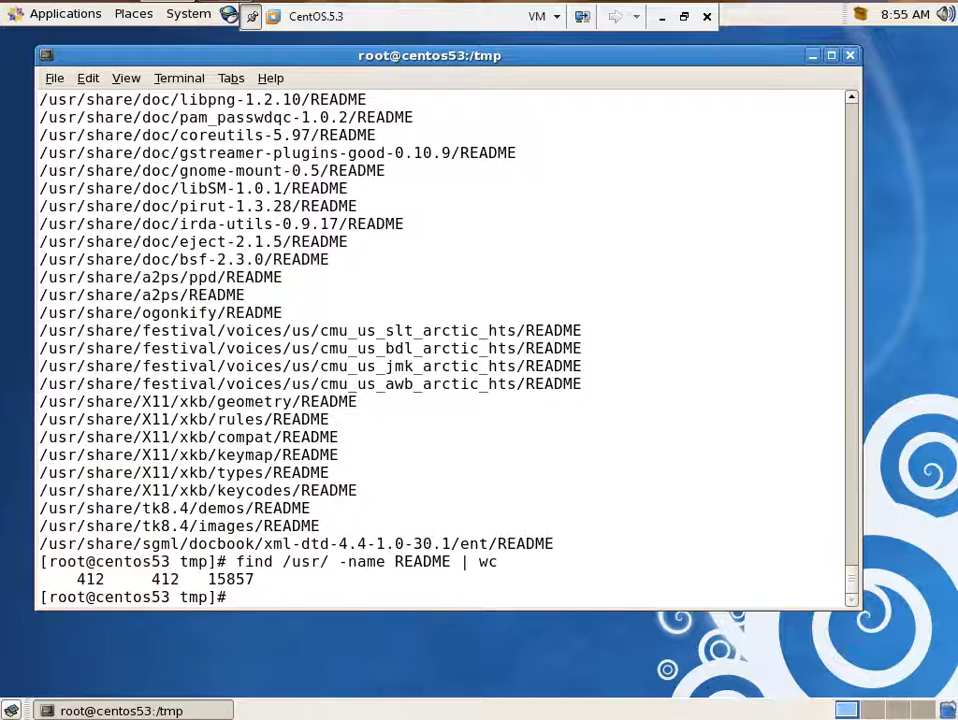 Applications Places System CentOS.5.3 VM 8:55 AM
root@centos53:/tmp
File Edit View Terminal Tabs Help
/usr/share/doc/libpng-1.2.10/README
/usr/share/doc/pam_passwdqc-1.0.2/README
/usr/share/doc/coreutils-5.97/README
/usr/share/doc/gstreamer-plugins-good-0.10.9/README
/usr/share/doc/gnome-mount-0.5/README
/usr/share/doc/libSM-1.0.1/README
/usr/share/doc/pirut-1.3.28/README
/usr/share/doc/irda-utils-0.9.17/README
/usr/share/doc/eject-2.1.5/README
/usr/share/doc/bsf-2.3.0/README
/usr/share/a2ps/ppd/README
/usr/share/a2ps/README
/usr/share/ogonkify/README
/usr/share/festival/voices/us/cmu_us_slt_arctic_hts/README
/usr/share/festival/voices/us/cmu_us_bdl_arctic_hts/README
/usr/share/festival/voices/us/cmu_us_jmk_arctic_hts/README
/usr/share/festival/voices/us/cmu_us_awb_arctic_hts/README
/usr/share/X11/xkb/geometry/README
/usr/share/X11/xkb/rules/README
/usr/share/X11/xkb/compat/README
/usr/share/X11/xkb/keymap/README
/usr/share/X11/xkb/types/README
/usr/share/X11/xkb/keycodes/README
/usr/share/tk8.4/demos/README
/usr/share/tk8.4/images/README
/usr/share/sgml/docbook/xml-dtd-4.4-1.0-30.1/ent/README
[root@centos53 tmp]# find /usr/ -name README | wc
    412     412   15857
[root@centos53 tmp]#
root@centos53:/tmp